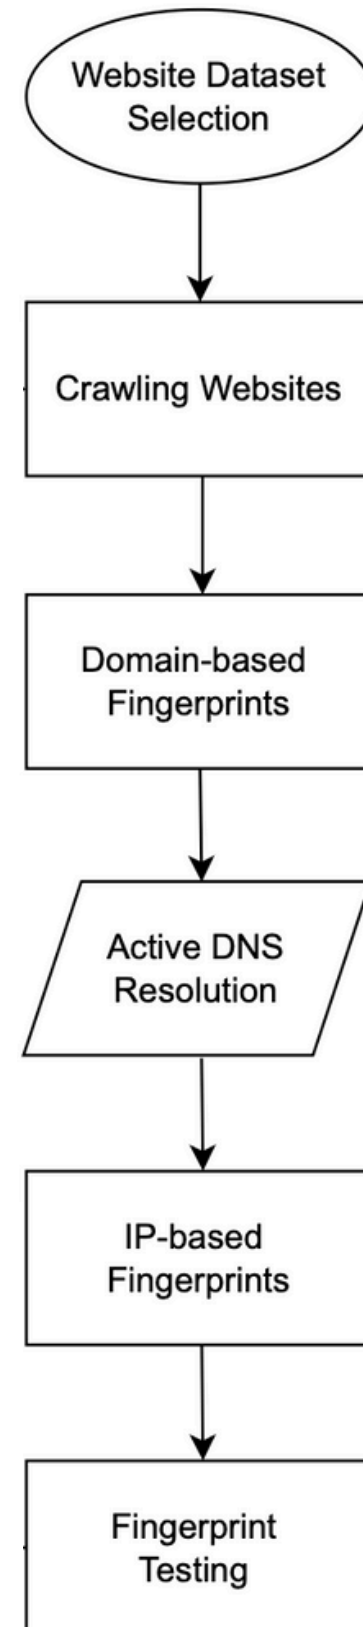 Website Dataset
Selection
Crawling Websites
Domain-based
Fingerprints
Active DNS
Resolution
IP-based
Fingerprints
Fingerprint
Testing